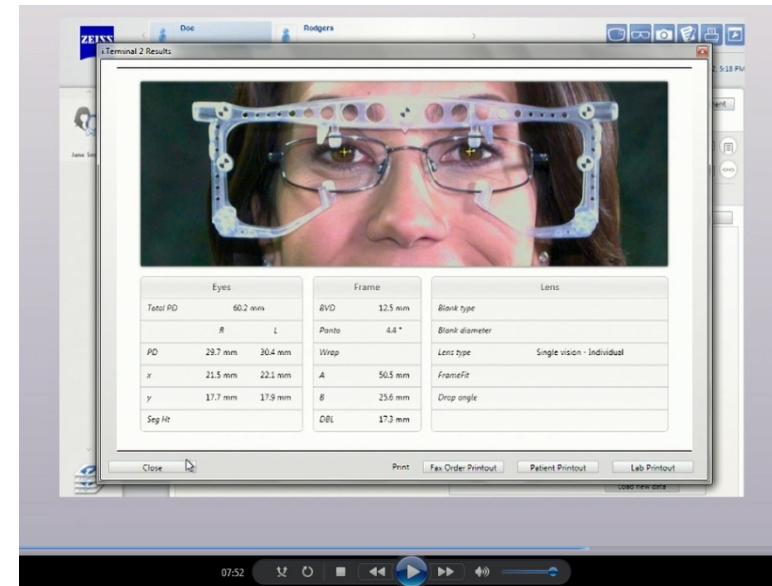 ZEISS
Doe
Rodgers
i.Terminal 2 Results
5:18 PM
Eyes
Total PD 60.2 mm
R L
PD 29.7 mm 30.4 mm
x 21.5 mm 22.1 mm
y 17.7 mm 17.9 mm
Seg Ht
Frame
BVD 12.5 mm
Panto 4.4 °
Wrap
A 50.5 mm
B 25.6 mm
DBL 17.3 mm
Lens
Blank type
Blank diameter
Lens type Single vision - Individual
FrameFit
Drop angle
Close
Print Fax Order Printout Patient Printout Lab Printout
Load new data
07:52